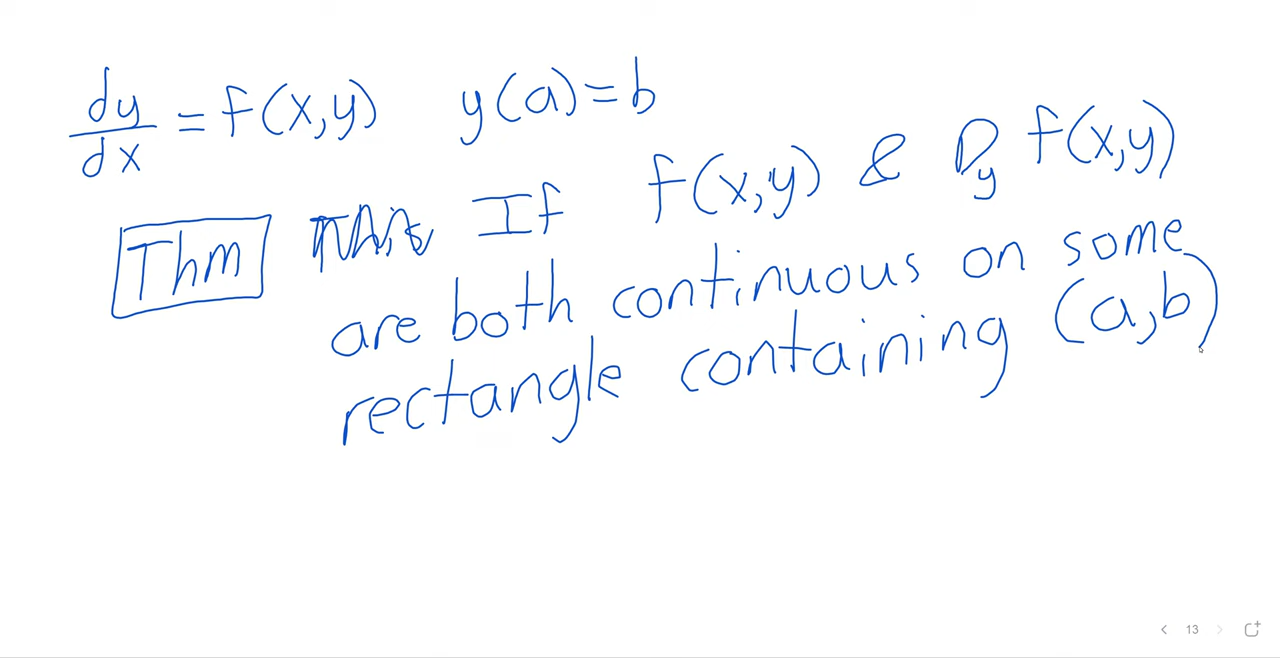 dy/dx = f(x,y) y(a)=b
Thm If f(x,y) & Dy f(x,y)
are both continuous on some
rectangle containing (a,b)
13